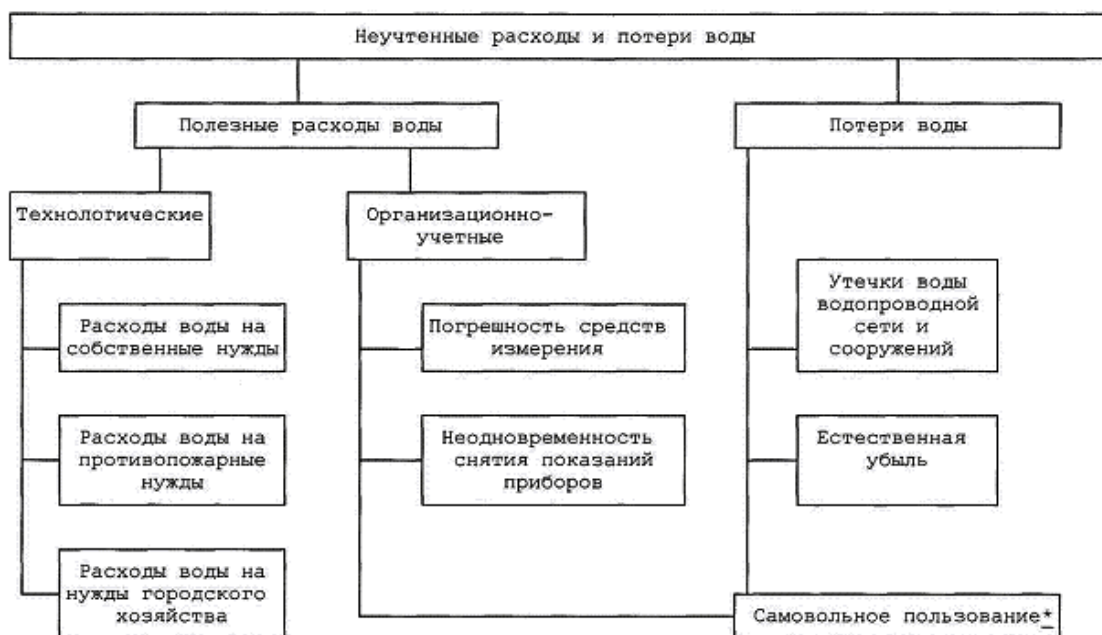 Неучтенные расходы и потери воды
Полезные расходы воды
Потери воды
Технологические
Организационно-
учетные
Расходы воды на
собственные нужды
Погрешность средств
измерения
Утечки воды
водопроводной
сети и
сооружений
Расходы воды на
противопожарные
нужды
Неодновременность
снятия показаний
приборов
Естественная
убыль
Расходы воды на
нужды городского
хозяйства
Самовольное пользование*